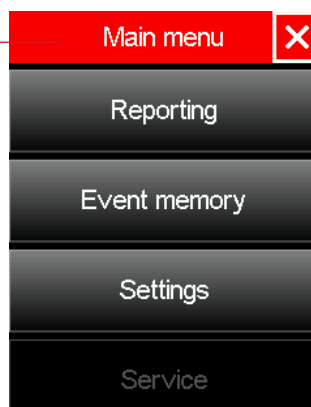 Main menu
Reporting
Event memory
Settings
Service